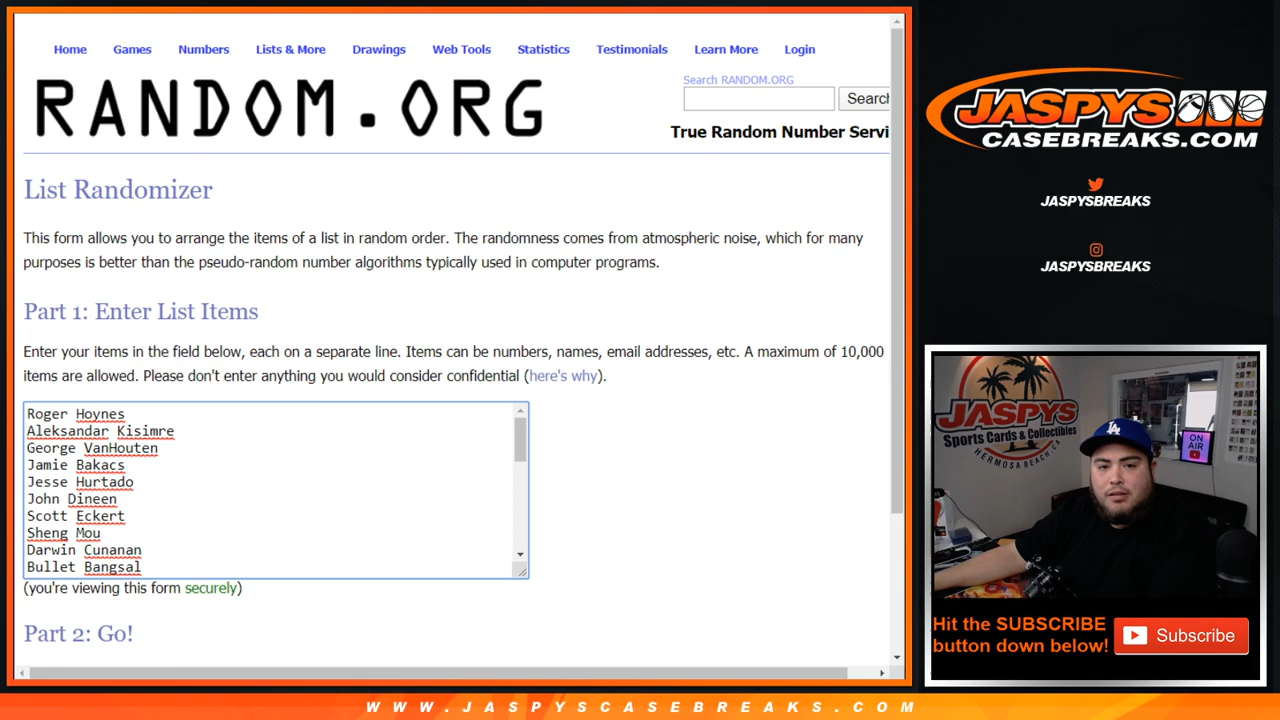 Home Games Numbers Lists & More Drawings Web Tools Statistics Testimonials Learn More Login
RANDOM.ORG
Search RANDOM.ORG
Search
True Random Number Servi
List Randomizer
This form allows you to arrange the items of a list in random order. The randomness comes from atmospheric noise, which for many
purposes is better than the pseudo-random number algorithms typically used in computer programs.
Part 1: Enter List Items
Enter your items in the field below, each on a separate line. Items can be numbers, names, email addresses, etc. A maximum of 10,000
items are allowed. Please don't enter anything you would consider confidential (here's why).
Roger Hoynes
Aleksandar Kisimre
George VanHouten
Jamie Bakacs
Jesse Hurtado
John Dineen
Scott Eckert
Sheng Mou
Darwin Cunanan
Bullet Bangsal
(you're viewing this form securely)
Part 2: Go!
JASPYS
CASEBREAKS.COM
JASPYSBREAKS
JASPYSBREAKS
JASPYS
Sports Cards & Collectibles
HERMOSA BEACH, CA
ON
AIR
LA
Hit the SUBSCRIBE
button down below!
Subscribe
WWW.JASPYSCASEBREAKS.COM